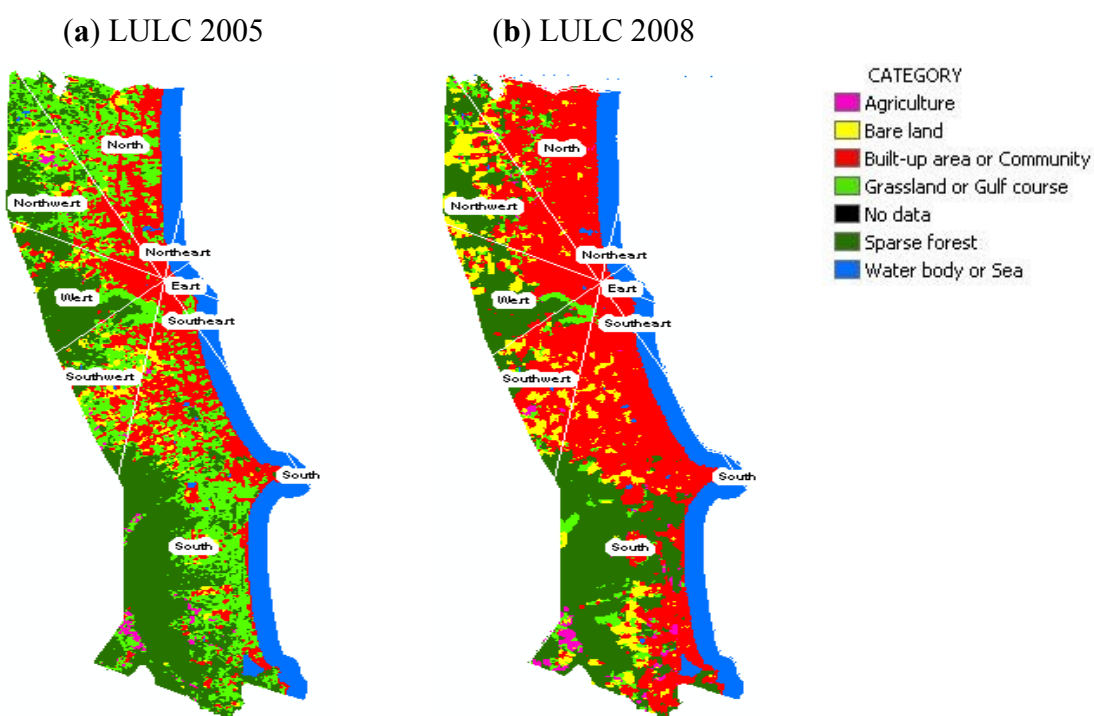 (a) LULC 2005
(b) LULC 2008
CATEGORY
Agriculture
Bare land
Built-up area or Community
Grassland or Gulf course
No data
Sparse forest
Water body or Sea
North
Northwest
Northeast
East
West
Southeast
Southwest
South
South
North
Northwest
Northeast
East
West
Southeast
Southwest
South
South